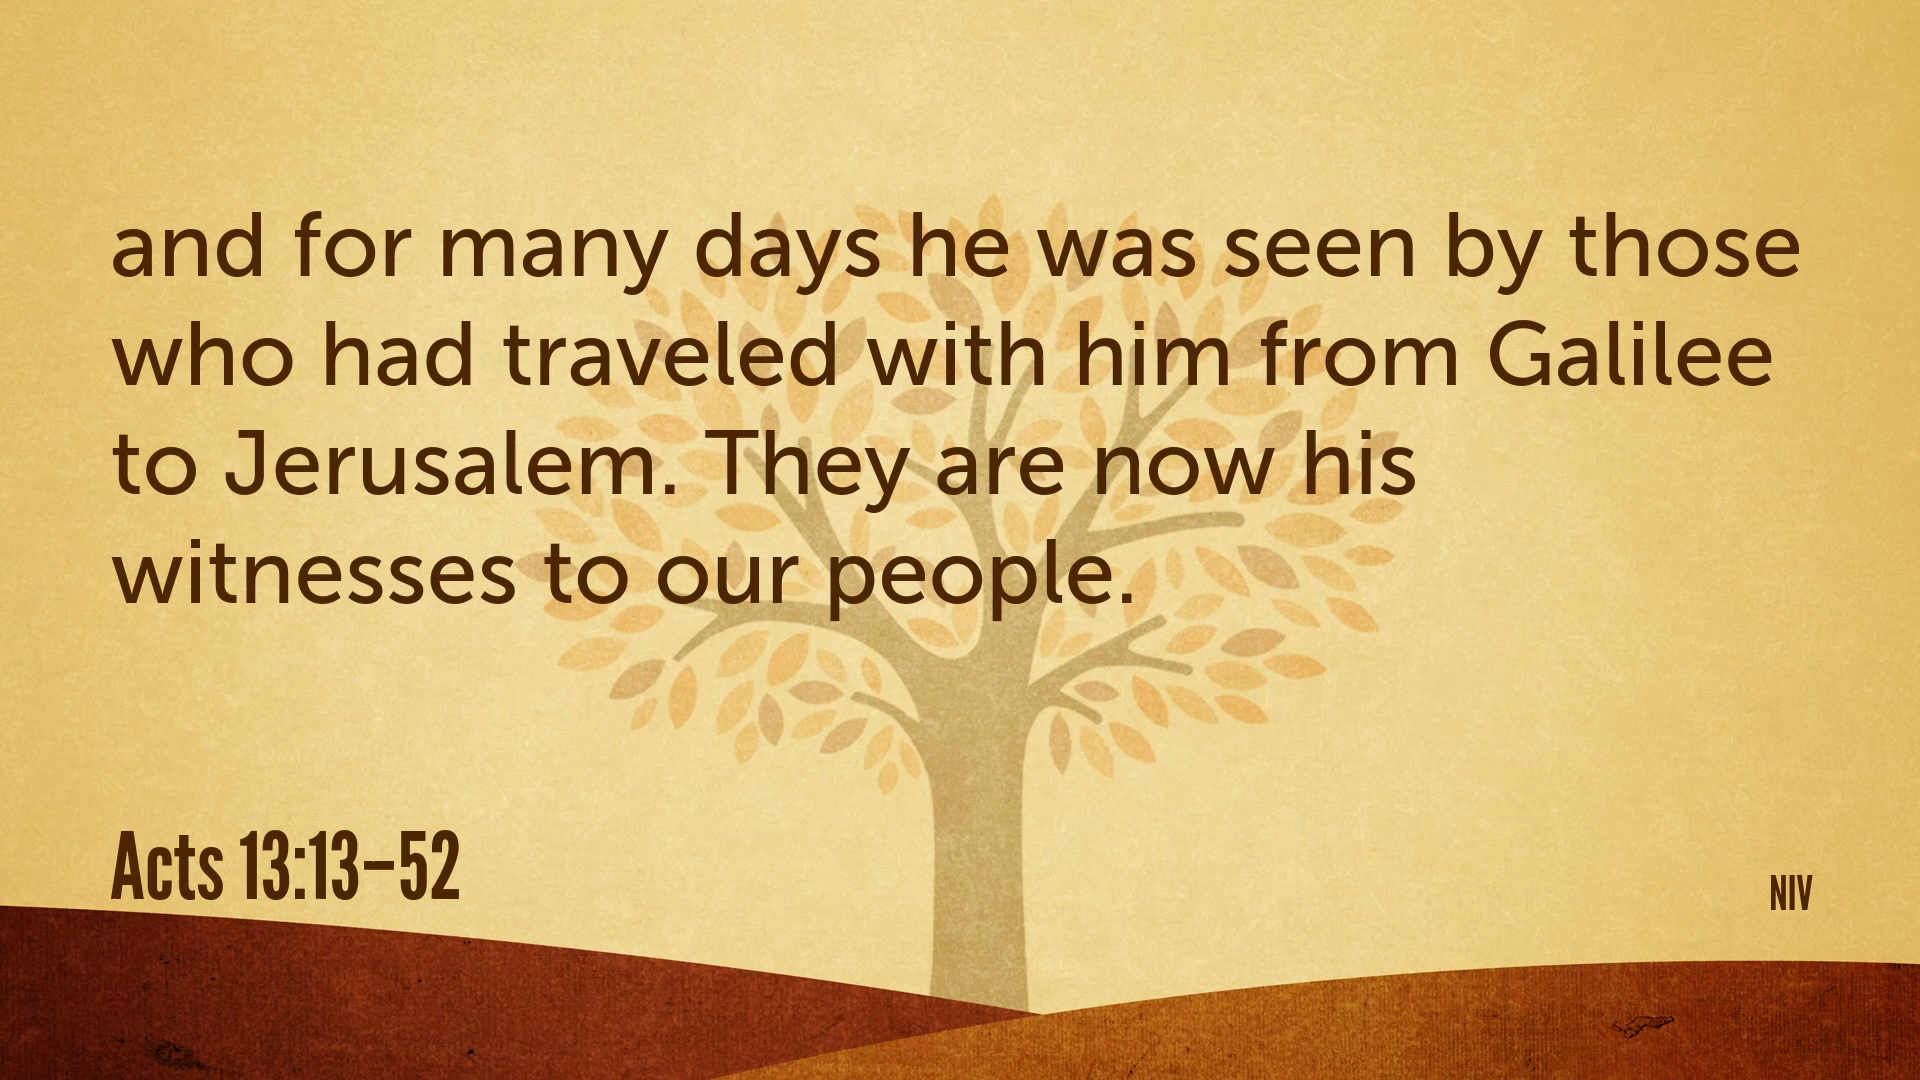 and for many days he was seen by those
who had traveled with him from Galilee
to Jerusalem. They are now his
witnesses to our people.
Acts 13:13–52
NIV